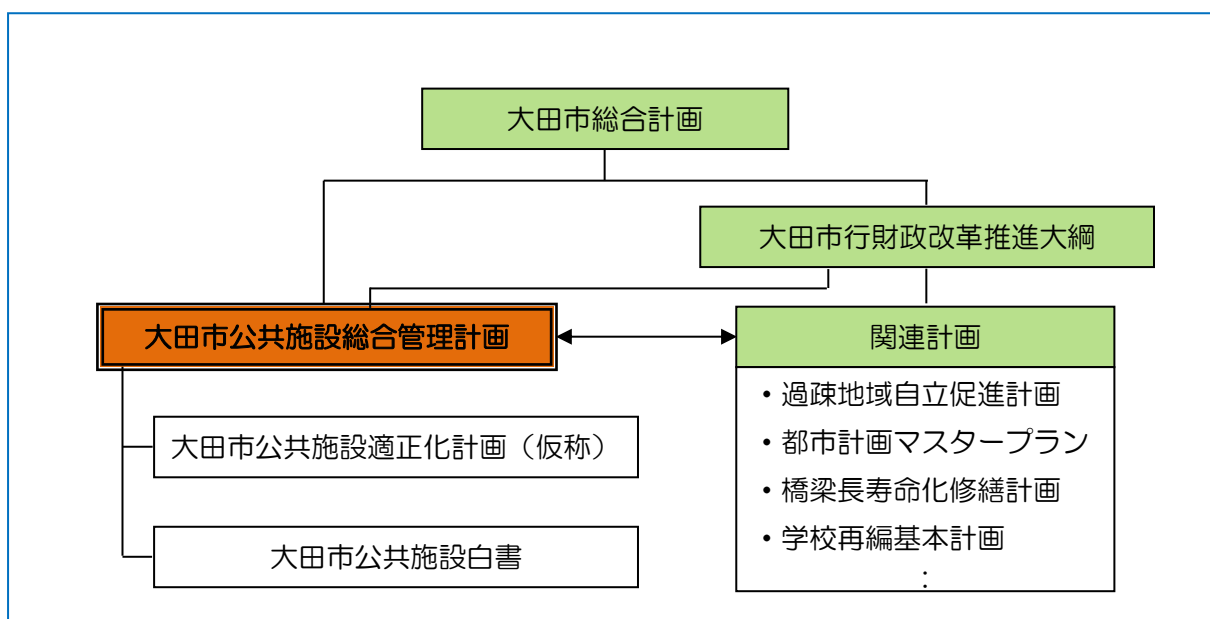 大田市総合計画
大田市行財政改革推進大綱
大田市公共施設総合管理計画
関連計画
・過疎地域自立促進計画
・都市計画マスタープラン
・橋梁長寿命化修繕計画
・学校再編基本計画
：
大田市公共施設適正化計画（仮称）
大田市公共施設白書